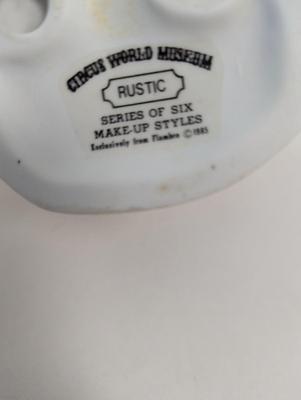 CIRCUS WORLD MUSEUM
RUSTIC
SERIES OF SIX
MAKE-UP STYLES
Exclusively from Flambro ©1985